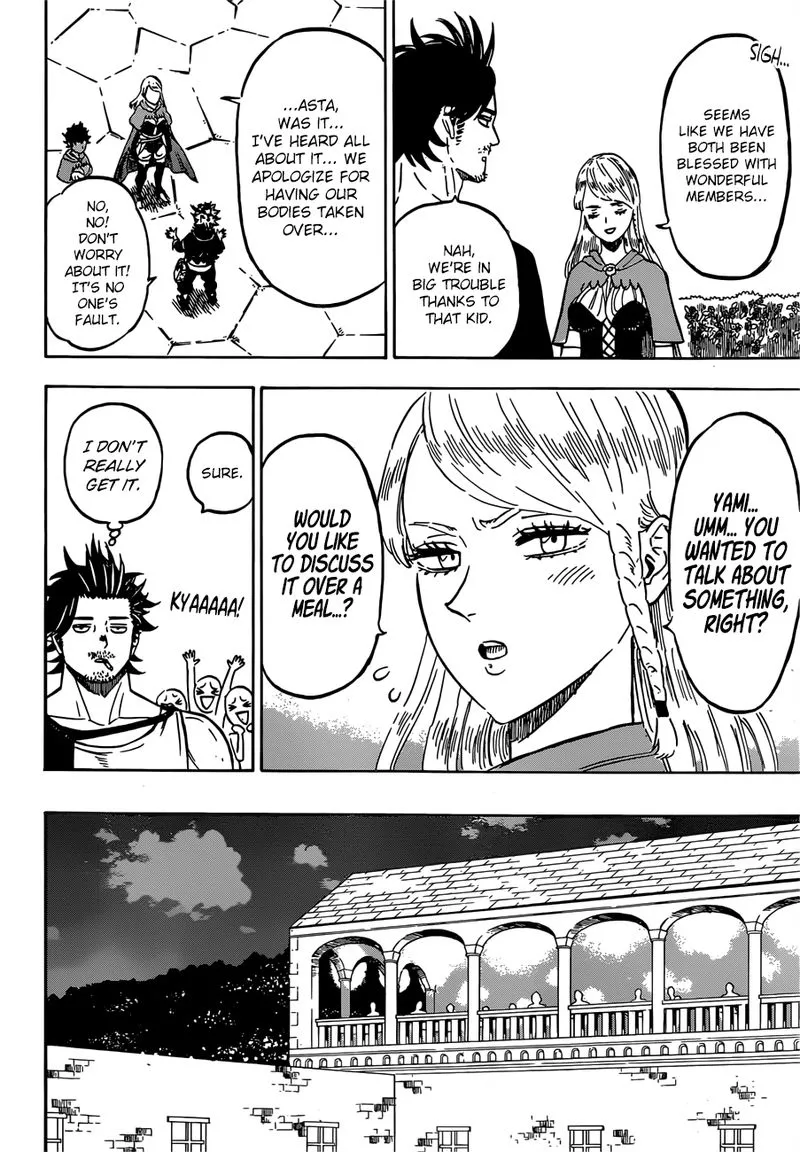 SIGH...
SEEMS
LIKE WE HAVE
BOTH BEEN
BLESSED WITH
WONDERFUL
MEMBERS...
NAH,
WE'RE IN
BIG TROUBLE
THANKS TO
THAT KID.
...ASTA,
WAS IT...
I'VE HEARD ALL
ABOUT IT... WE
APOLOGIZE FOR
HAVING OUR
BODIES TAKEN
OVER...
NO,
NO!
DON'T
WORRY
ABOUT IT!
IT'S NO
ONE'S
FAULT.
YAMI...
UMM... YOU
WANTED TO
TALK ABOUT
SOMETHING,
RIGHT?
WOULD
YOU LIKE
TO DISCUSS
IT OVER A
MEAL...?
SURE.
KYAAAAA!
I DON'T
REALLY
GET IT.